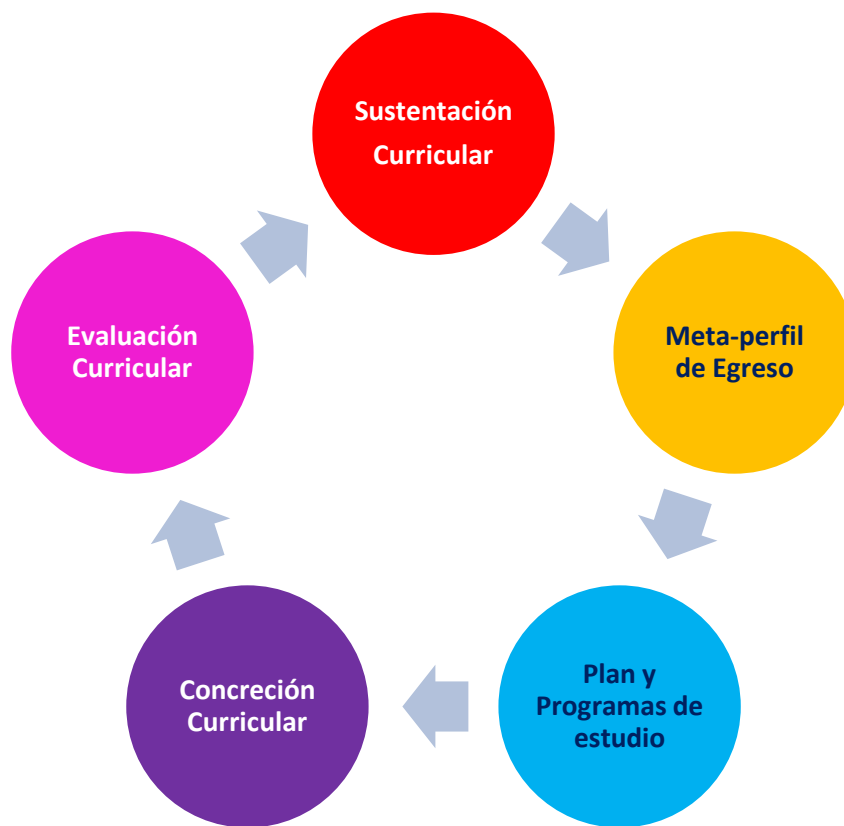 Sustentación
Curricular
Meta-perfil
de Egreso
Plan y
Programas de
estudio
Concreción
Curricular
Evaluación
Curricular